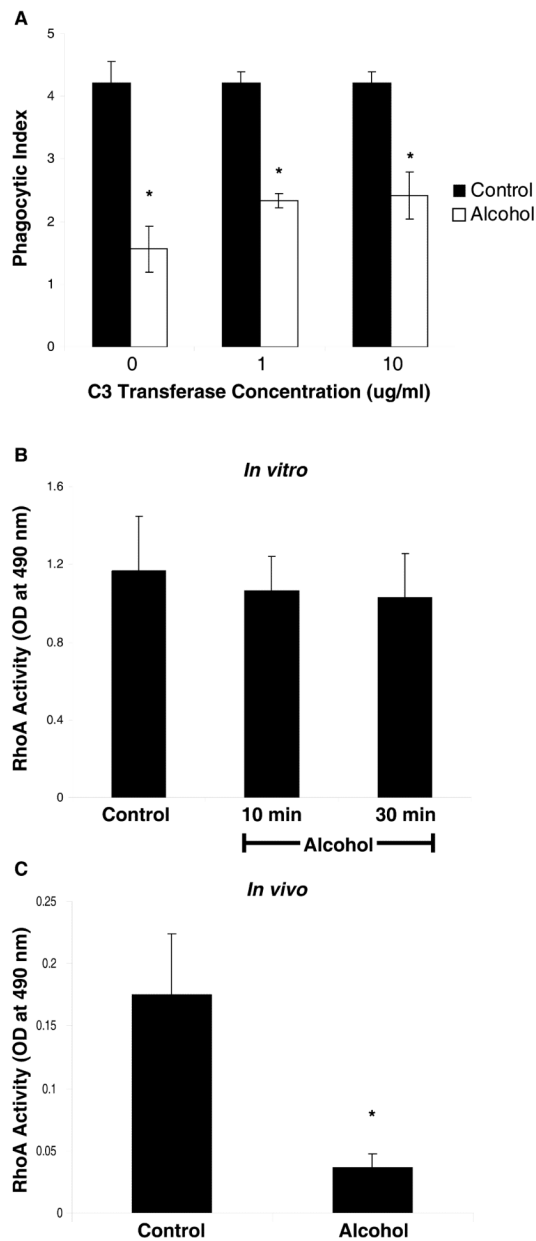 A
5
4
3
2
1
0
Phagocytic Index
* * *
Control
Alcohol
0 1 10
C3 Transferase Concentration (ug/ml)
B
In vitro
1.6
1.2
0.8
0.4
0
RhoA Activity (OD at 490 nm)
Control 10 min 30 min
Alcohol
C
In vivo
0.25
0.2
0.15
0.1
0.05
0
RhoA Activity (OD at 490 nm)
*
Control Alcohol